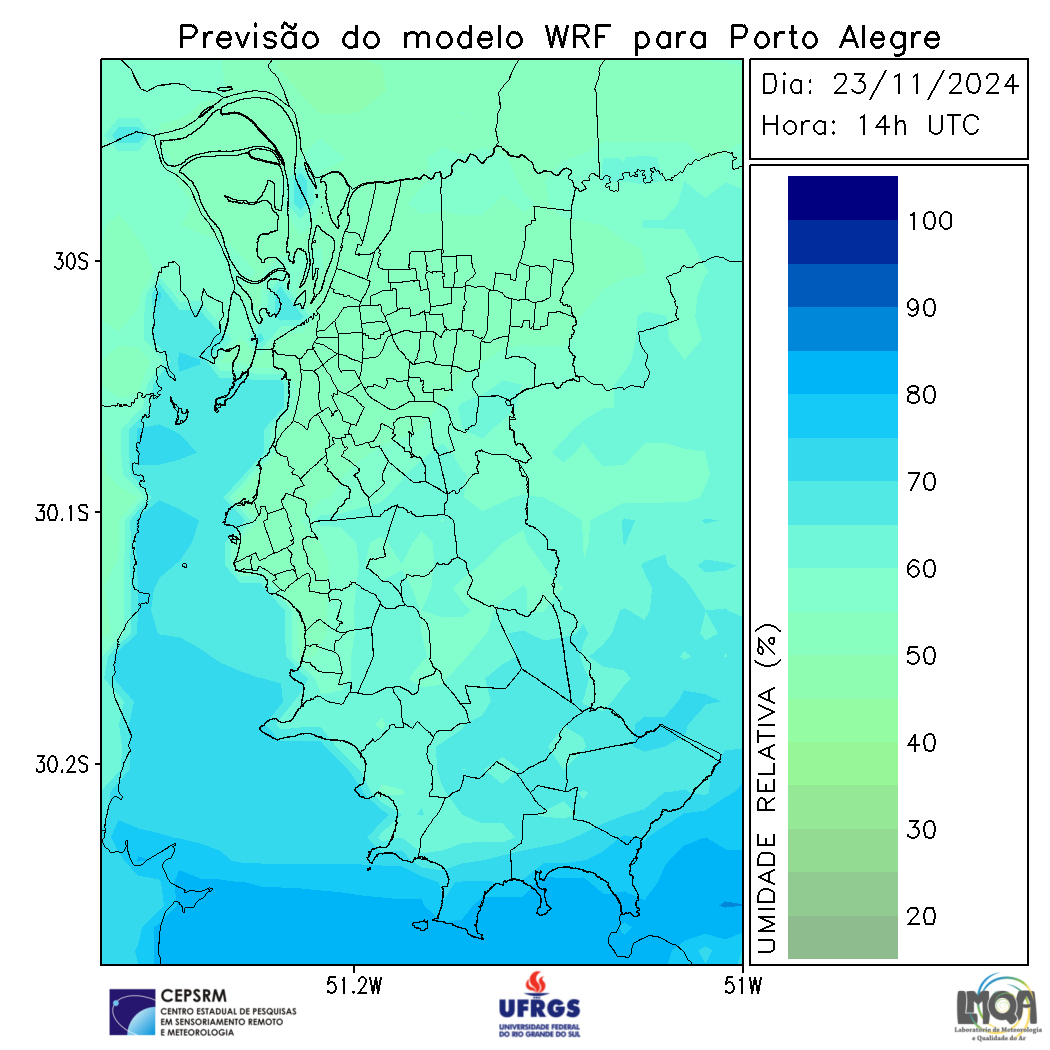 Previsão do modelo WRF para Porto Alegre
Dia: 23/11/2024
Hora: 14h UTC
30S
30.1S
30.2S
51.2W
51W
100
90
80
70
60
50
40
30
20
UMIDADE RELATIVA (%)
CEPSRM
CENTRO ESTADUAL DE PESQUISAS
EM SENSORIAMENTO REMOTO
E METEOROLOGIA
UFRGS
UNIVERSIDADE FEDERAL
DO RIO GRANDE DO SUL
LMQA
Laboratório de Meteorologia
e Qualidade do Ar